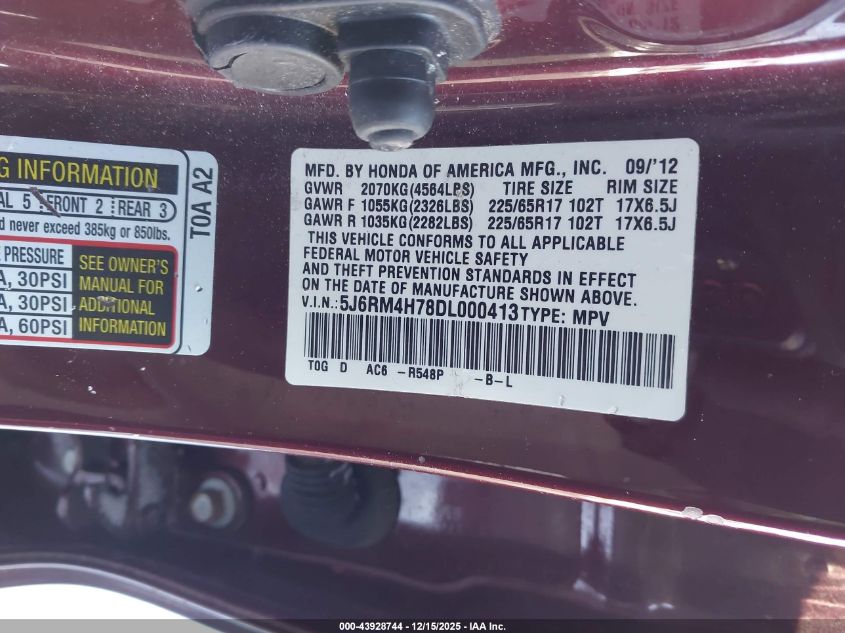 G INFORMATION
AL 5 FRONT 2 REAR 3
d never exceed 385kg or 850lbs.
E PRESSURE
A, 30PSI
A, 30PSI
A, 60PSI
SEE OWNER'S
MANUAL FOR
ADDITIONAL
INFORMATION
T0A A2
MFD. BY HONDA OF AMERICA MFG., INC. 09/'12
GVWR 2070KG(4564LBS) TIRE SIZE RIM SIZE
GAWR F 1055KG(2326LBS) 225/65R17 102T 17X6.5J
GAWR R 1035KG(2282LBS) 225/65R17 102T 17X6.5J
THIS VEHICLE CONFORMS TO ALL APPLICABLE
FEDERAL MOTOR VEHICLE SAFETY
AND THEFT PREVENTION STANDARDS IN EFFECT
ON THE DATE OF MANUFACTURE SHOWN ABOVE.
V.I.N.:5J6RM4H78DL000413 TYPE: MPV
T0G D AC6 -R548P -B-L
000-43928744 - 12/15/2025 - IAA Inc.